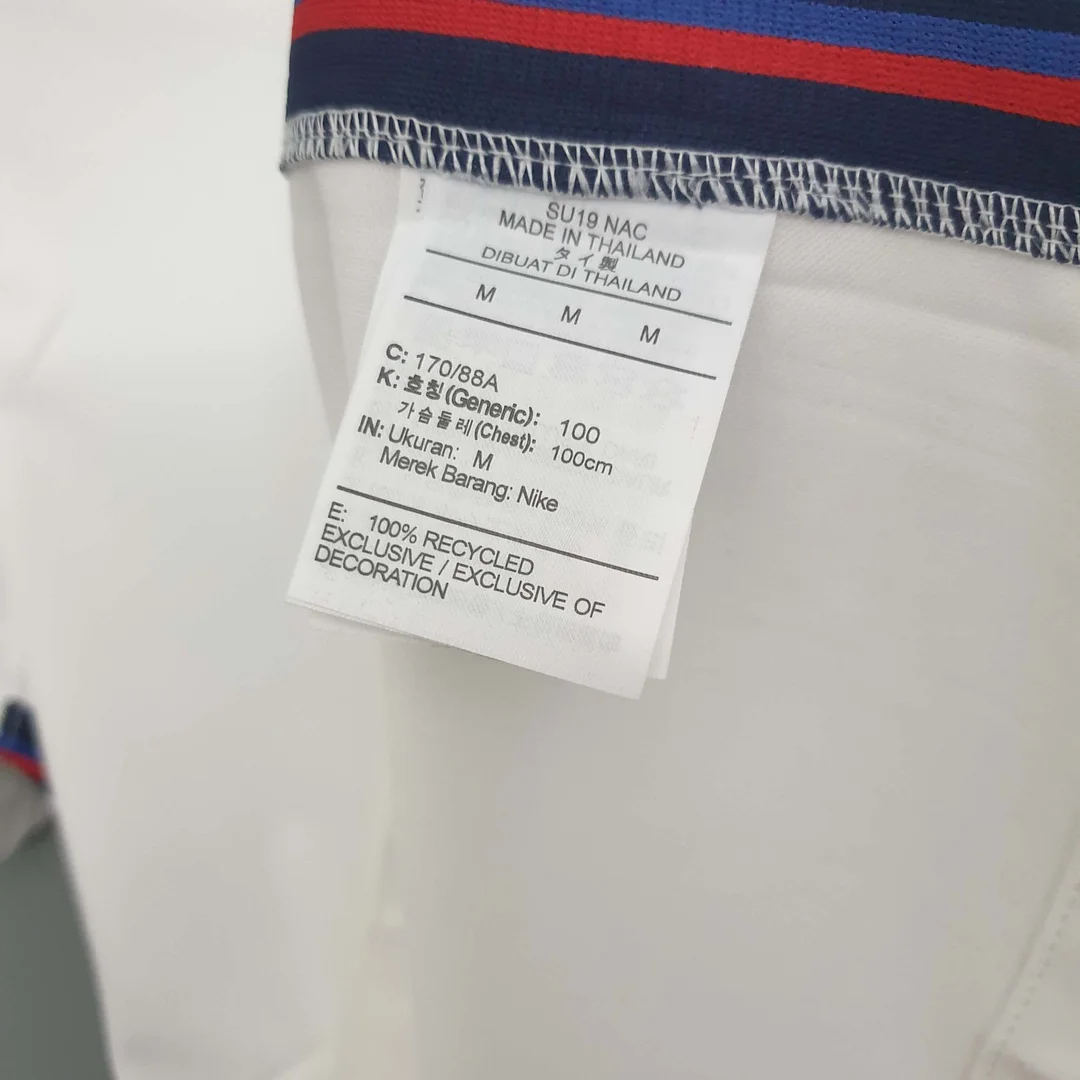 SU19 NAC
MADE IN THAILAND
タイ製
DIBUAT DI THAILAND
M M M
C: 170/88A
K: 호칭(Generic): 100
가슴둘레(Chest): 100cm
IN: Ukuran: M
Merek Barang: Nike
E: 100% RECYCLED
EXCLUSIVE / EXCLUSIVE OF
DECORATION